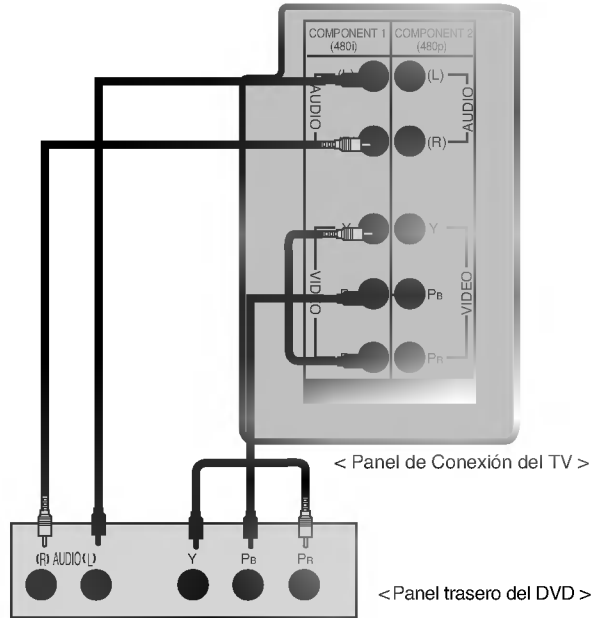 COMPONENT 1 COMPONENT 2
(480i) (480p)
(L) (L)
AUDIO AUDIO
(R)
Y Y
VIDEO VIDEO
PB
PR
< Panel de Conexión del TV >
(R) AUDIO (L) Y PB PR
<Panel trasero del DVD >